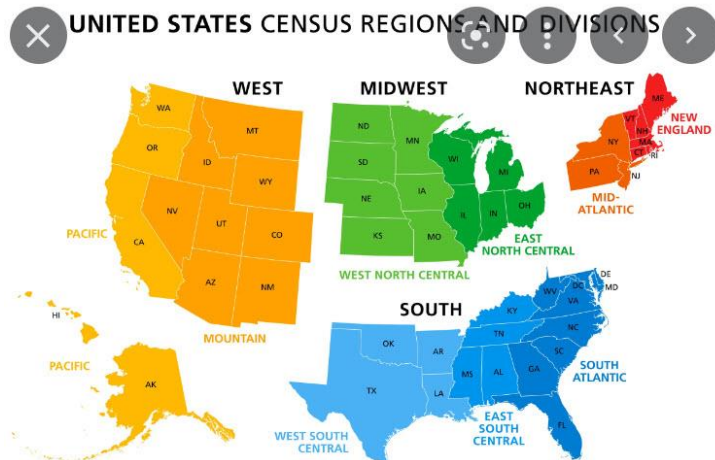 UNITED STATES CENSUS REGIONS AND DIVISIONS
WEST
MIDWEST
NORTHEAST
WA
OR
CA
MT
ID
WY
NV
UT
CO
AZ
NM
PACIFIC
MOUNTAIN
HI
PACIFIC
AK
ND
MN
SD
NE
IA
KS
MO
WEST NORTH CENTRAL
WI
MI
IL
IN
OH
EAST
NORTH CENTRAL
ME
VT
NH
MA
CT
RI
NEW
ENGLAND
NY
PA
NJ
MID-
ATLANTIC
SOUTH
OK
AR
TX
LA
WEST SOUTH
CENTRAL
KY
TN
MS
AL
EAST
SOUTH
CENTRAL
DE
MD
DC
WV
VA
NC
SC
GA
FL
SOUTH
ATLANTIC